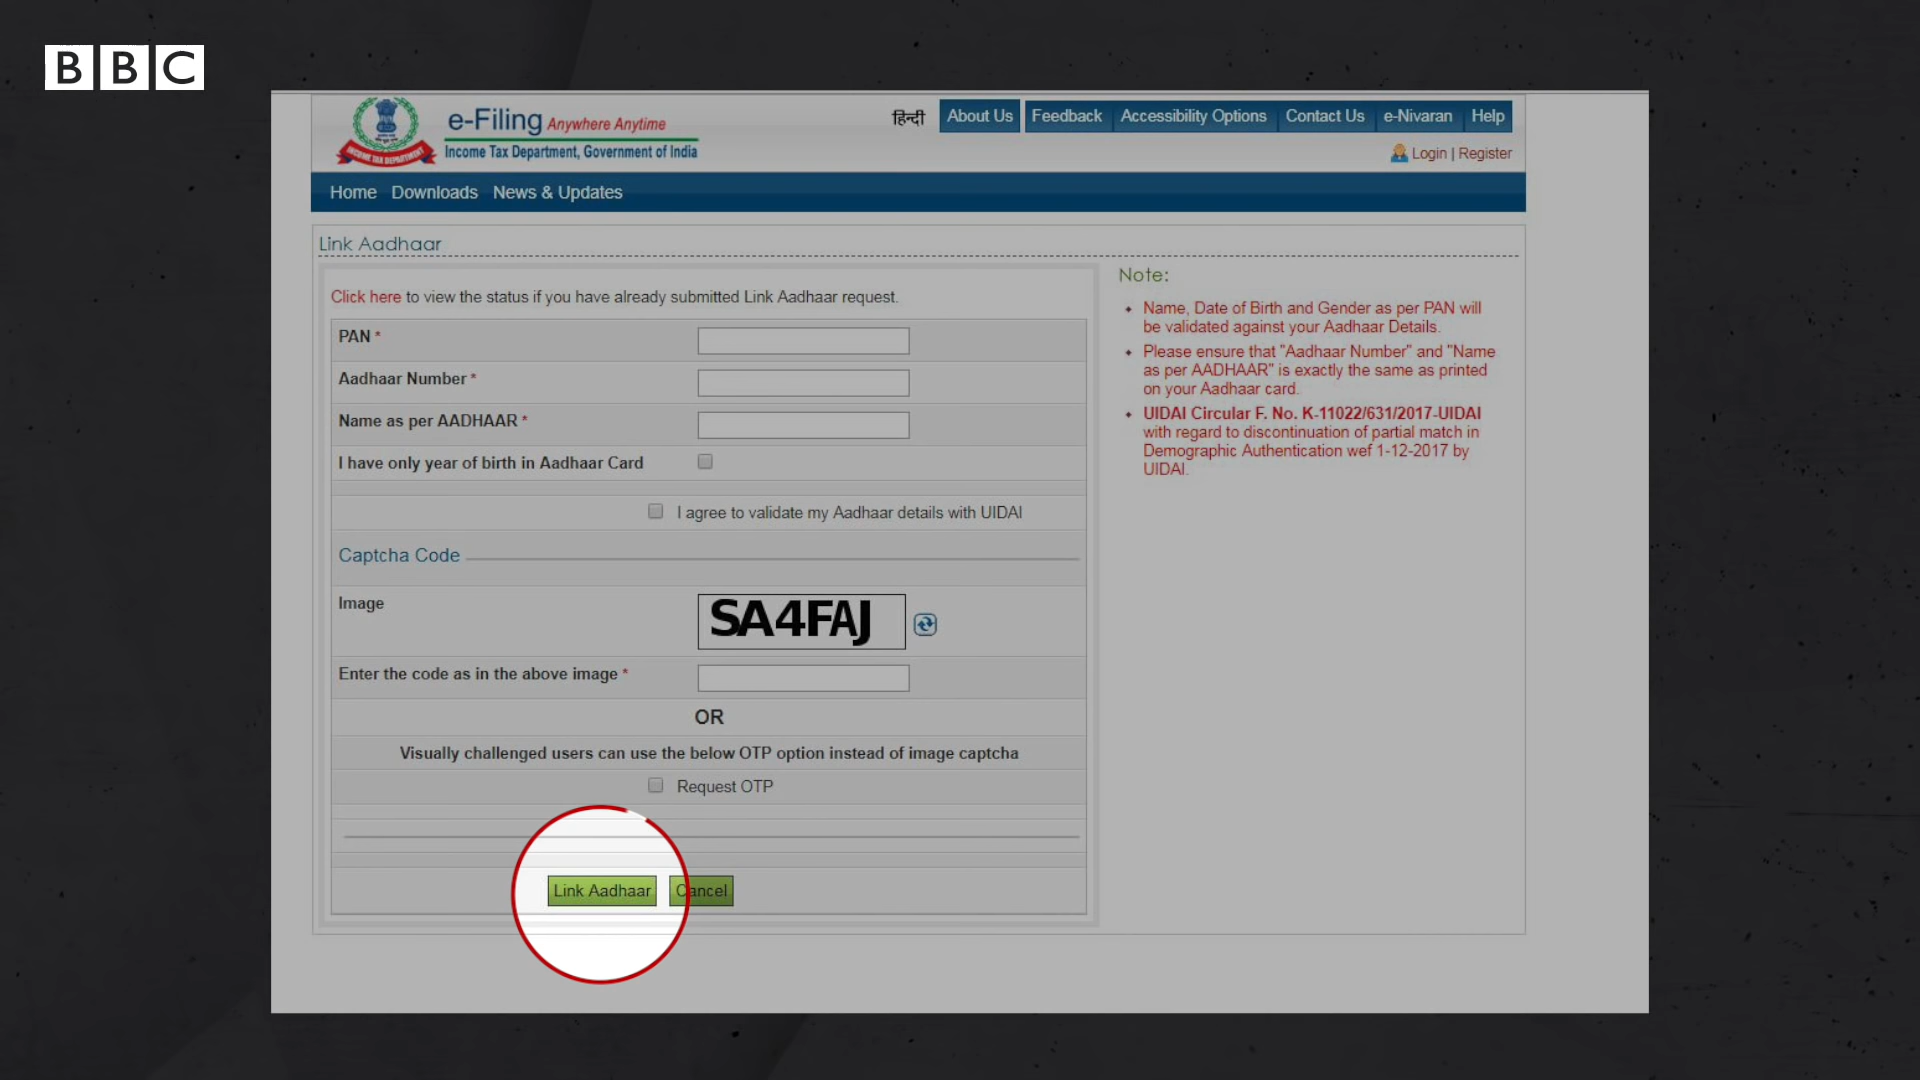 BBC
e-Filing Anywhere Anytime
Income Tax Department, Government of India
हिन्दी About Us Feedback Accessibility Options Contact Us e-Nivaran Help
Login | Register
Home Downloads News & Updates
Link Aadhaar
Click here to view the status if you have already submitted Link Aadhaar request.
PAN *
Aadhaar Number *
Name as per AADHAAR *
I have only year of birth in Aadhaar Card
I agree to validate my Aadhaar details with UIDAI
Captcha Code
Image
SA4FAJ
Enter the code as in the above image *
OR
Visually challenged users can use the below OTP option instead of image captcha
Request OTP
Link Aadhaar Cancel
Note:
Name, Date of Birth and Gender as per PAN will
be validated against your Aadhaar Details.
Please ensure that "Aadhaar Number" and "Name
as per AADHAAR" is exactly the same as printed
on your Aadhaar card.
UIDAI Circular F. No. K-11022/631/2017-UIDAI
with regard to discontinuation of partial match in
Demographic Authentication wef 1-12-2017 by
UIDAI.